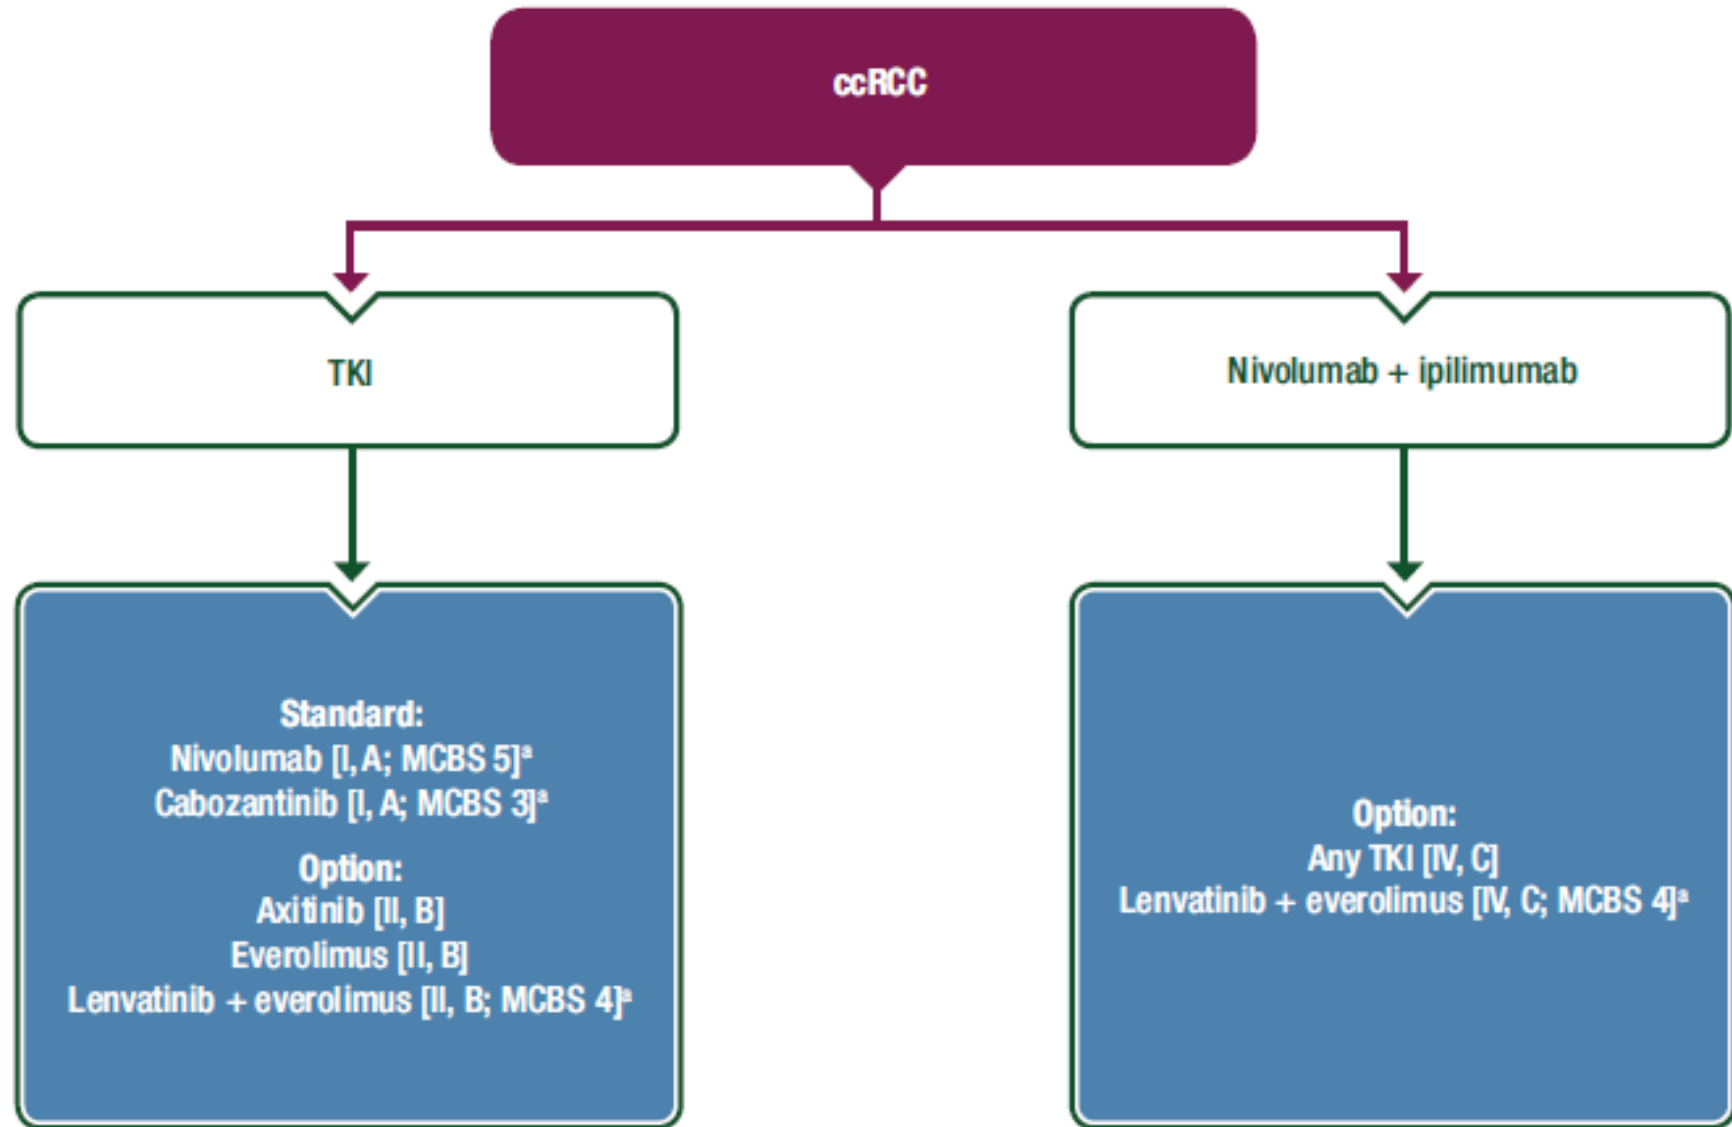 ccRCC
TKI
Nivolumab + ipilimumab
Standard:
Nivolumab [I, A; MCBS 5]ª
Cabozantinib [I, A; MCBS 3]ª
Option:
Axitinib [II, B]
Everolimus [II, B]
Lenvatinib + everolimus [II, B; MCBS 4]ª
Option:
Any TKI [IV, C]
Lenvatinib + everolimus [IV, C; MCBS 4]ª